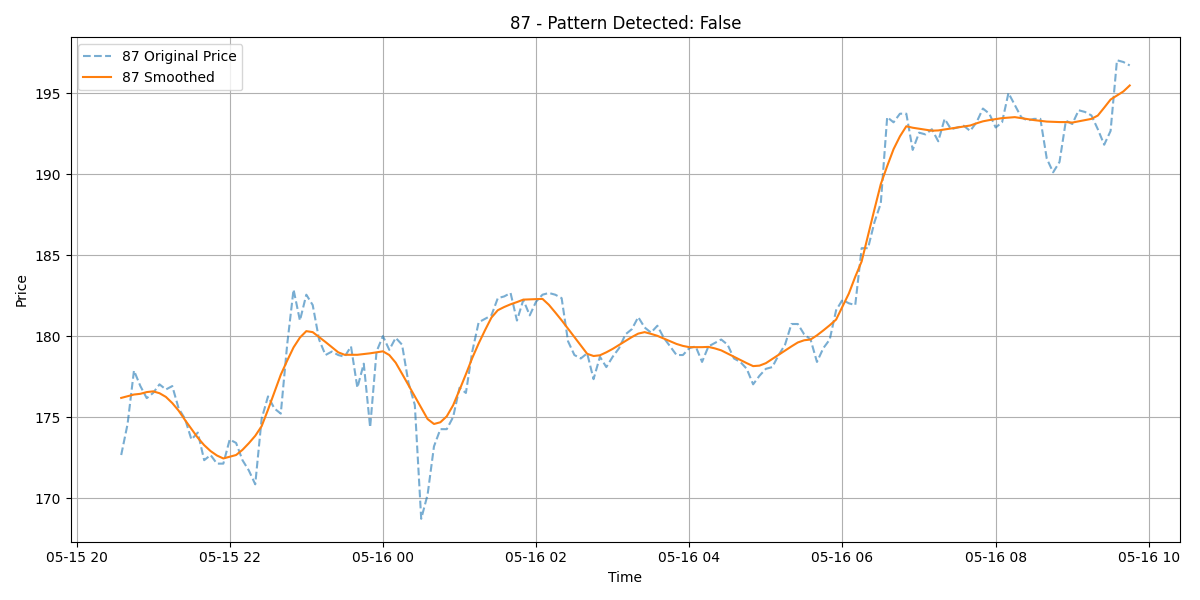 87 - Pattern Detected: False
87 Original Price
87 Smoothed
Price
195
190
185
180
175
170
05-15 20
05-15 22
05-16 00
05-16 02
05-16 04
05-16 06
05-16 08
05-16 10
Time